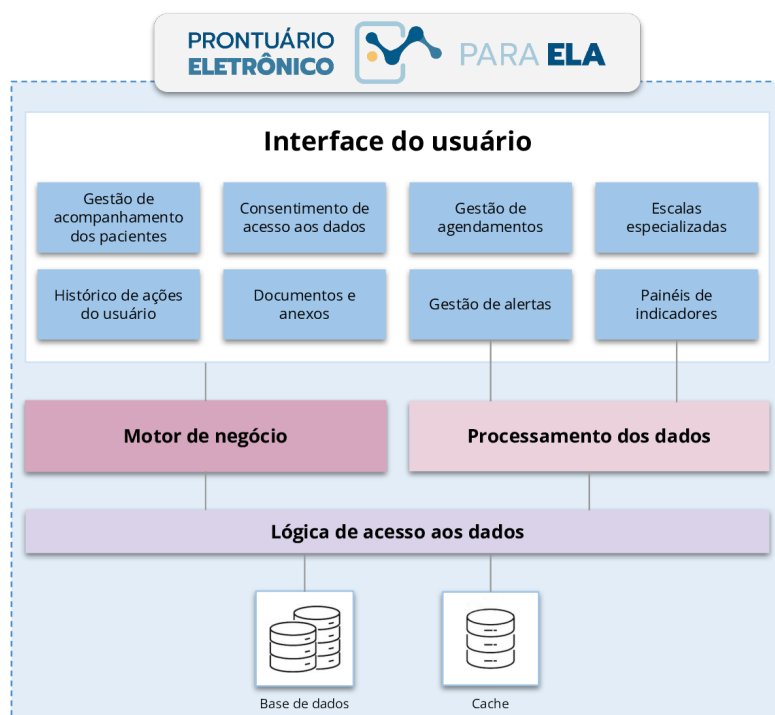 PRONTUÁRIO
ELETRÔNICO
PARA ELA
Interface do usuário
Gestão de
acompanhamento
dos pacientes
Consentimento de
acesso aos dados
Gestão de
agendamentos
Escalas
especializadas
Histórico de ações
do usuário
Documentos e
anexos
Gestão de alertas
Painéis de
indicadores
Motor de negócio
Processamento dos dados
Lógica de acesso aos dados
Base de dados
Cache